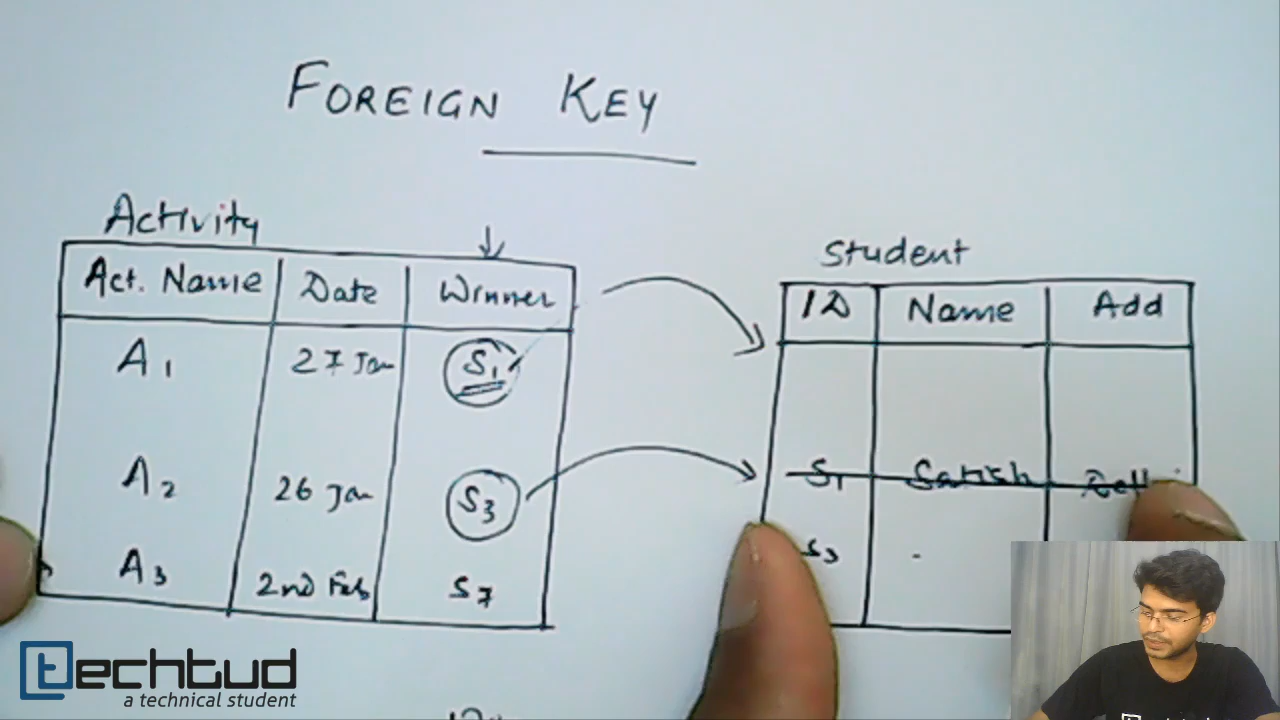 FOREIGN KEY
Activity
Act. Name Date Winner
A1 27 Jan S1
A2 26 Jan S3
A3 2nd Feb S7
Student
ID Name Add
S1 Satish
S3
techtud
a technical student